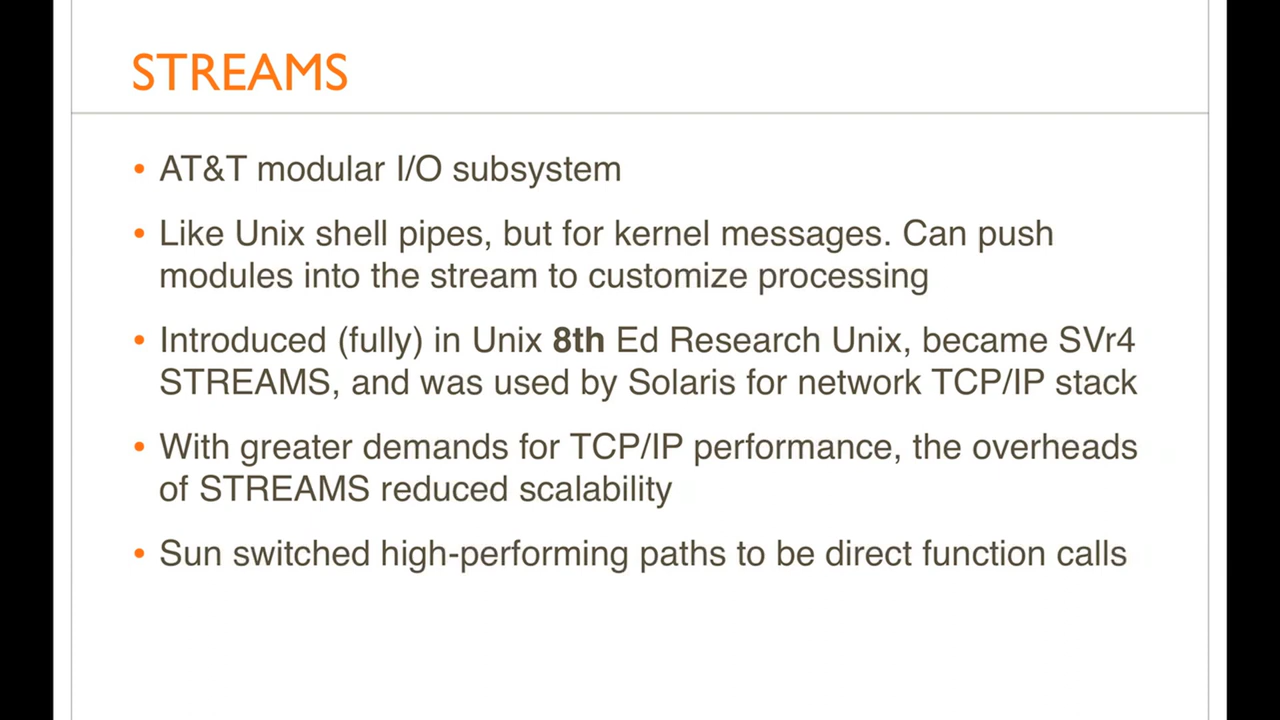 STREAMS
• AT&T modular I/O subsystem
• Like Unix shell pipes, but for kernel messages. Can push
modules into the stream to customize processing
• Introduced (fully) in Unix 8th Ed Research Unix, became SVr4
STREAMS, and was used by Solaris for network TCP/IP stack
• With greater demands for TCP/IP performance, the overheads
of STREAMS reduced scalability
• Sun switched high-performing paths to be direct function calls